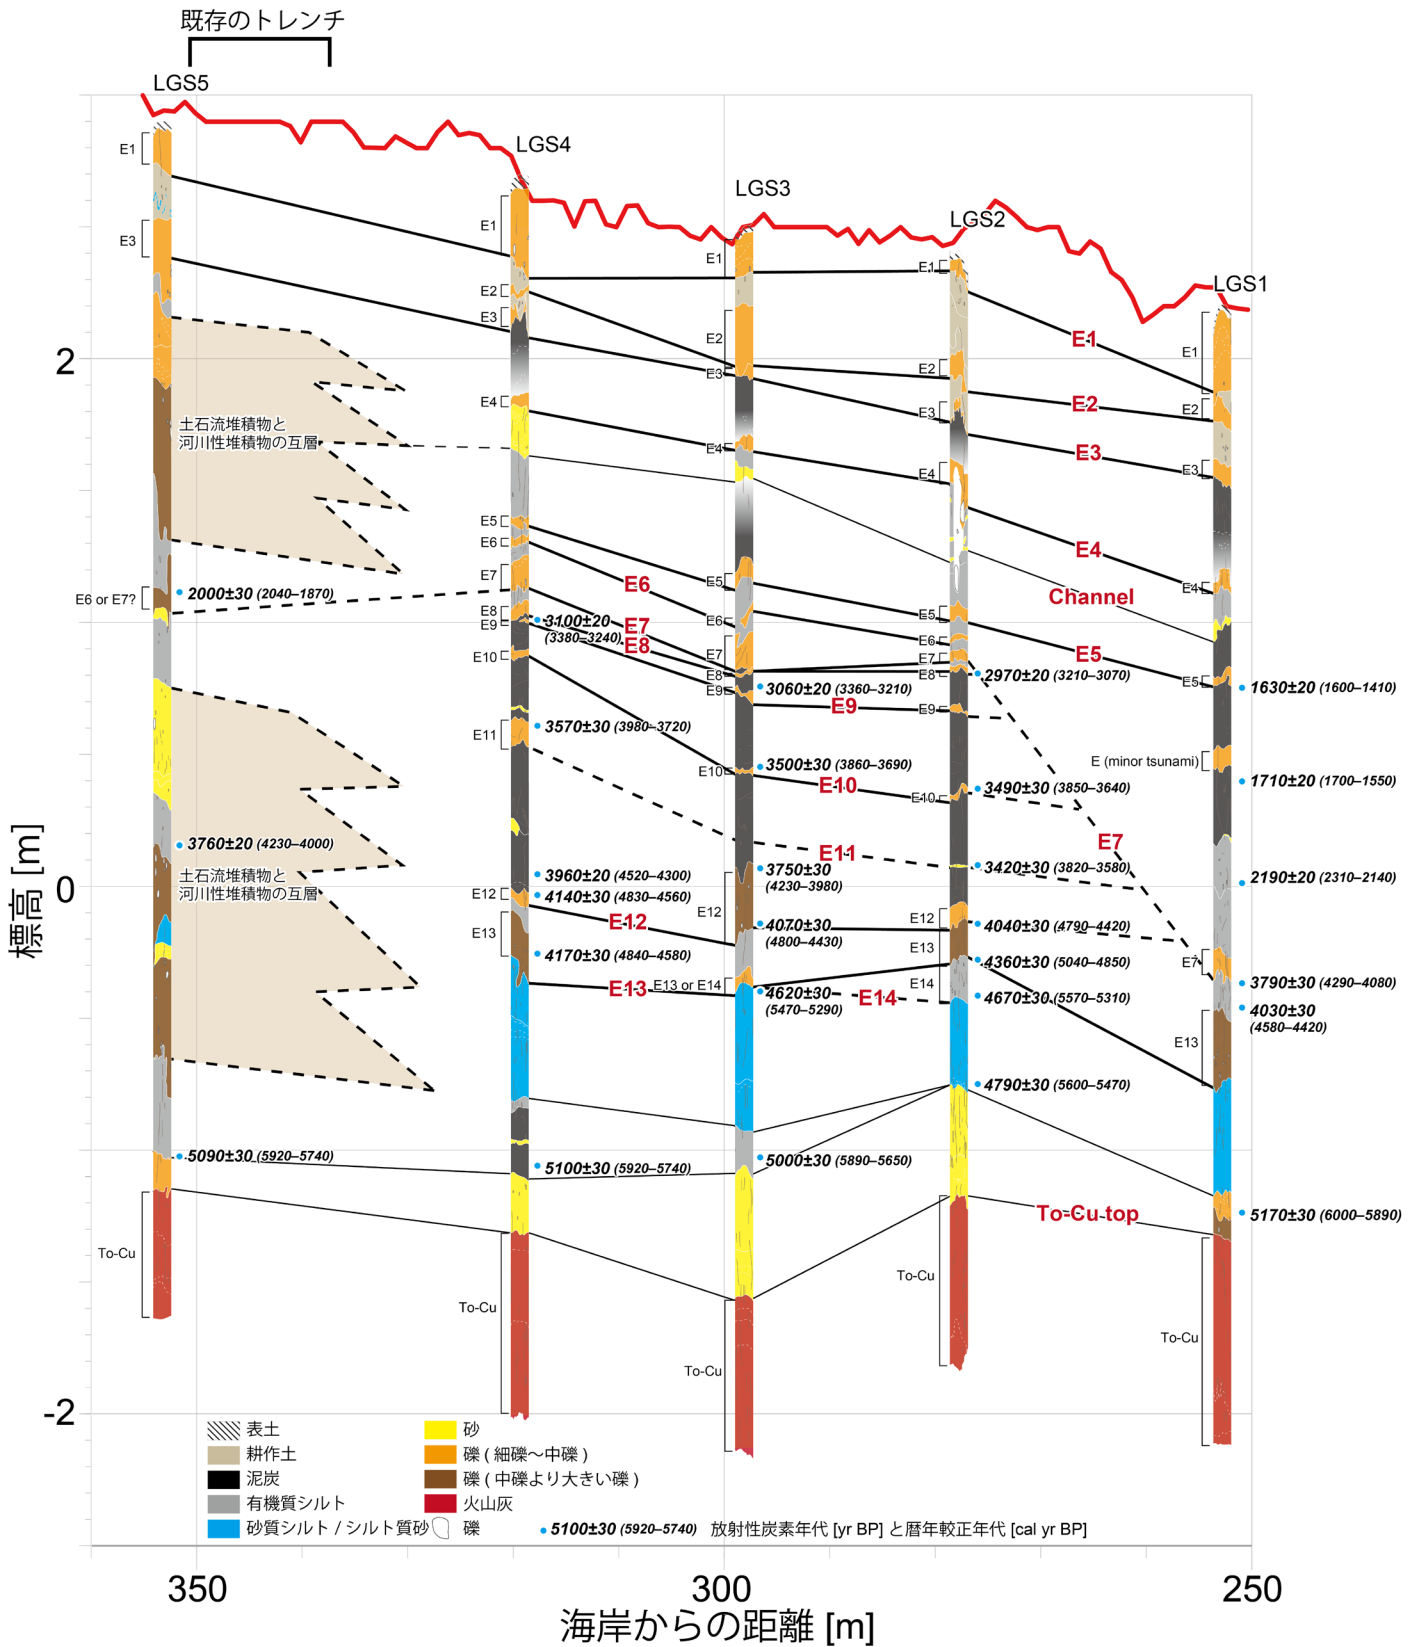 既存のトレンチ
LGS5
LGS4
LGS3
LGS2
LGS1
E1
E3
土石流堆積物と
河川性堆積物の互層
E6 or E7?
2000±30 (2040–1870)
3760±20 (4230–4000)
土石流堆積物と
河川性堆積物の互層
5090±30 (5920–5740)
To-Cu
E1
E2
E3
E4
E5
E6
E7
E8
E9
E10
E11
E12
E13
3100±20
(3380–3240)
3570±30 (3980–3720)
3960±20 (4520–4300)
4140±30 (4830–4560)
4170±30 (4840–4580)
5100±30 (5920–5740)
To-Cu
E6
E7
E8
E12
E13
E1
E2
E3
E4
E5
E6
E7
E8
E9
E10
E12
E13 or E14
3060±20 (3360–3210)
3500±30 (3860–3690)
3750±30
(4230–3980)
4070±30
(4800–4430)
4620±30
(5470–5290)
5000±30 (5890–5650)
To-Cu
E9
E10
E11
E14
E1
E2
E3
E4
E5
E6
E7
E8
E9
E10
E12
E13
E14
2970±20 (3210–3070)
3490±30 (3850–3640)
3420±30 (3820–3580)
4040±30 (4790–4420)
4360±30 (5040–4850)
4670±30 (5570–5310)
4790±30 (5600–5470)
To-Cu
E1
E2
E3
E4
Channel
E5
E7
To-Cu top
E1
E2
E3
E4
E5
E (minor tsunami)
E7
E13
1630±20 (1600–1410)
1710±20 (1700–1550)
2190±20 (2310–2140)
3790±30 (4290–4080)
4030±30
(4580–4420)
5170±30 (6000–5890)
To-Cu
2
0
-2
標高 [m]
表土
耕作土
泥炭
有機質シルト
砂質シルト / シルト質砂
砂
礫 ( 細礫～中礫 )
礫 ( 中礫より大きい礫 )
火山灰
礫
5100±30 (5920–5740) 放射性炭素年代 [yr BP] と暦年較正年代 [cal yr BP]
350
300
250
海岸からの距離 [m]